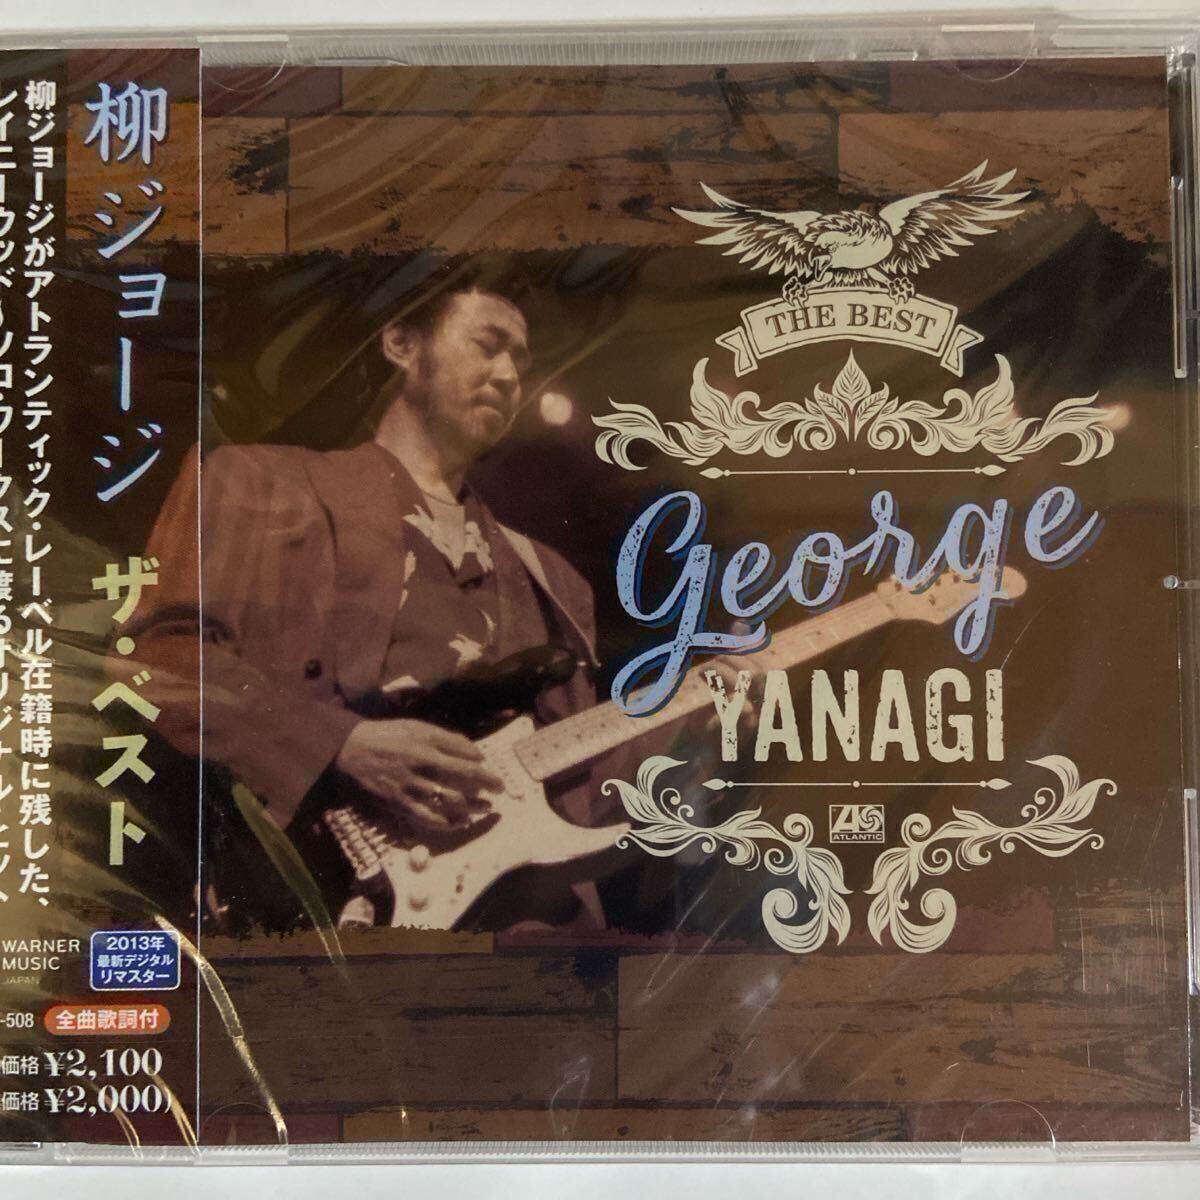 柳ジョージ
ザ・ベスト
柳ジョージがアトランティック・レーベル在籍時に残した、
WARNER
MUSIC
JAPAN
2013年
最新デジタル
リマスター
-508
全曲歌詞付
価格 ¥2,100
価格 ¥2,000)
THE BEST
George
YANAGI
ATLANTIC